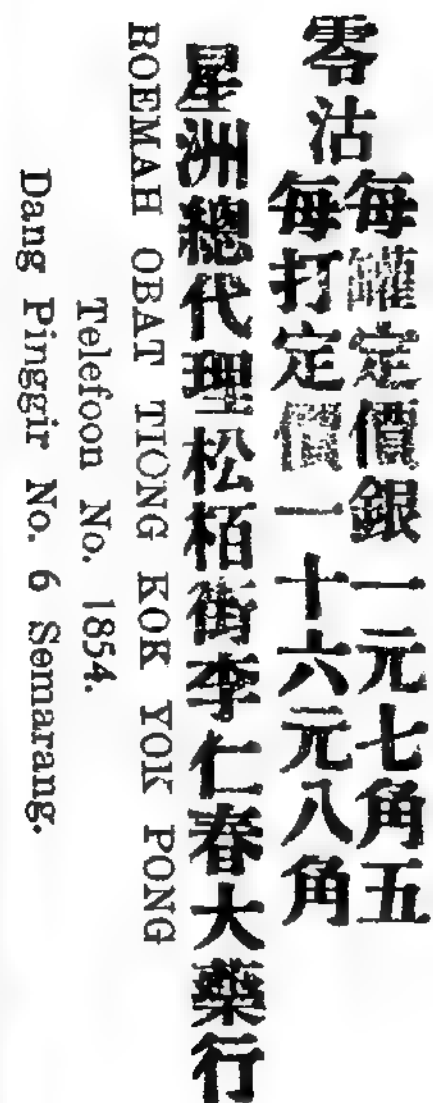 零沽
每罐定價銀一元七角五
每打定價一十六元八角
星洲總代理松栢街李仁春大藥行
ROEMAH OBAT TIONG KOK YOK PONG
Telefoon No. 1854.
Dang Pinggir No. 6 Semarang.